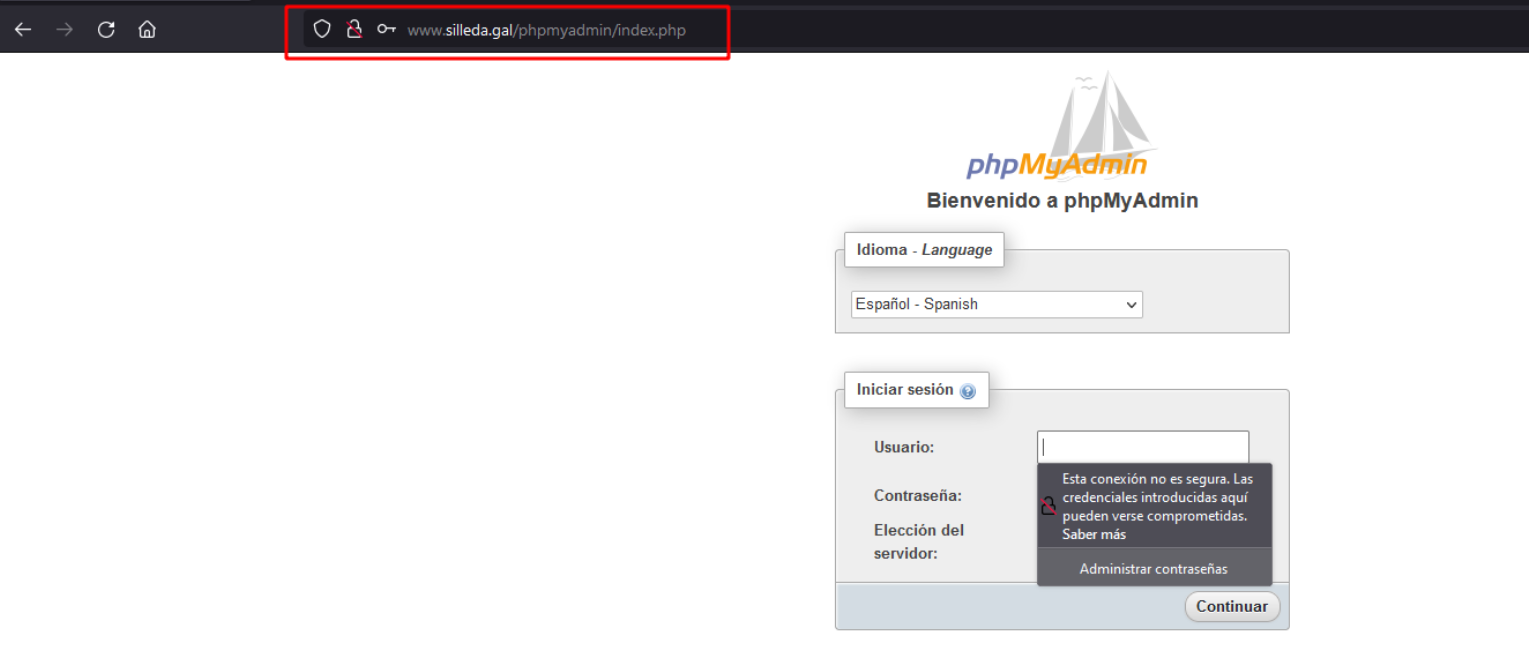 www.silleda.gal/phpmyadmin/index.php
phpMyAdmin
Bienvenido a phpMyAdmin
Idioma - Language
Español - Spanish
Iniciar sesión
Usuario:
Esta conexión no es segura. Las
credenciales introducidas aquí
pueden verse comprometidas.
Saber más
Contraseña:
Elección del
servidor:
Administrar contraseñas
Continuar